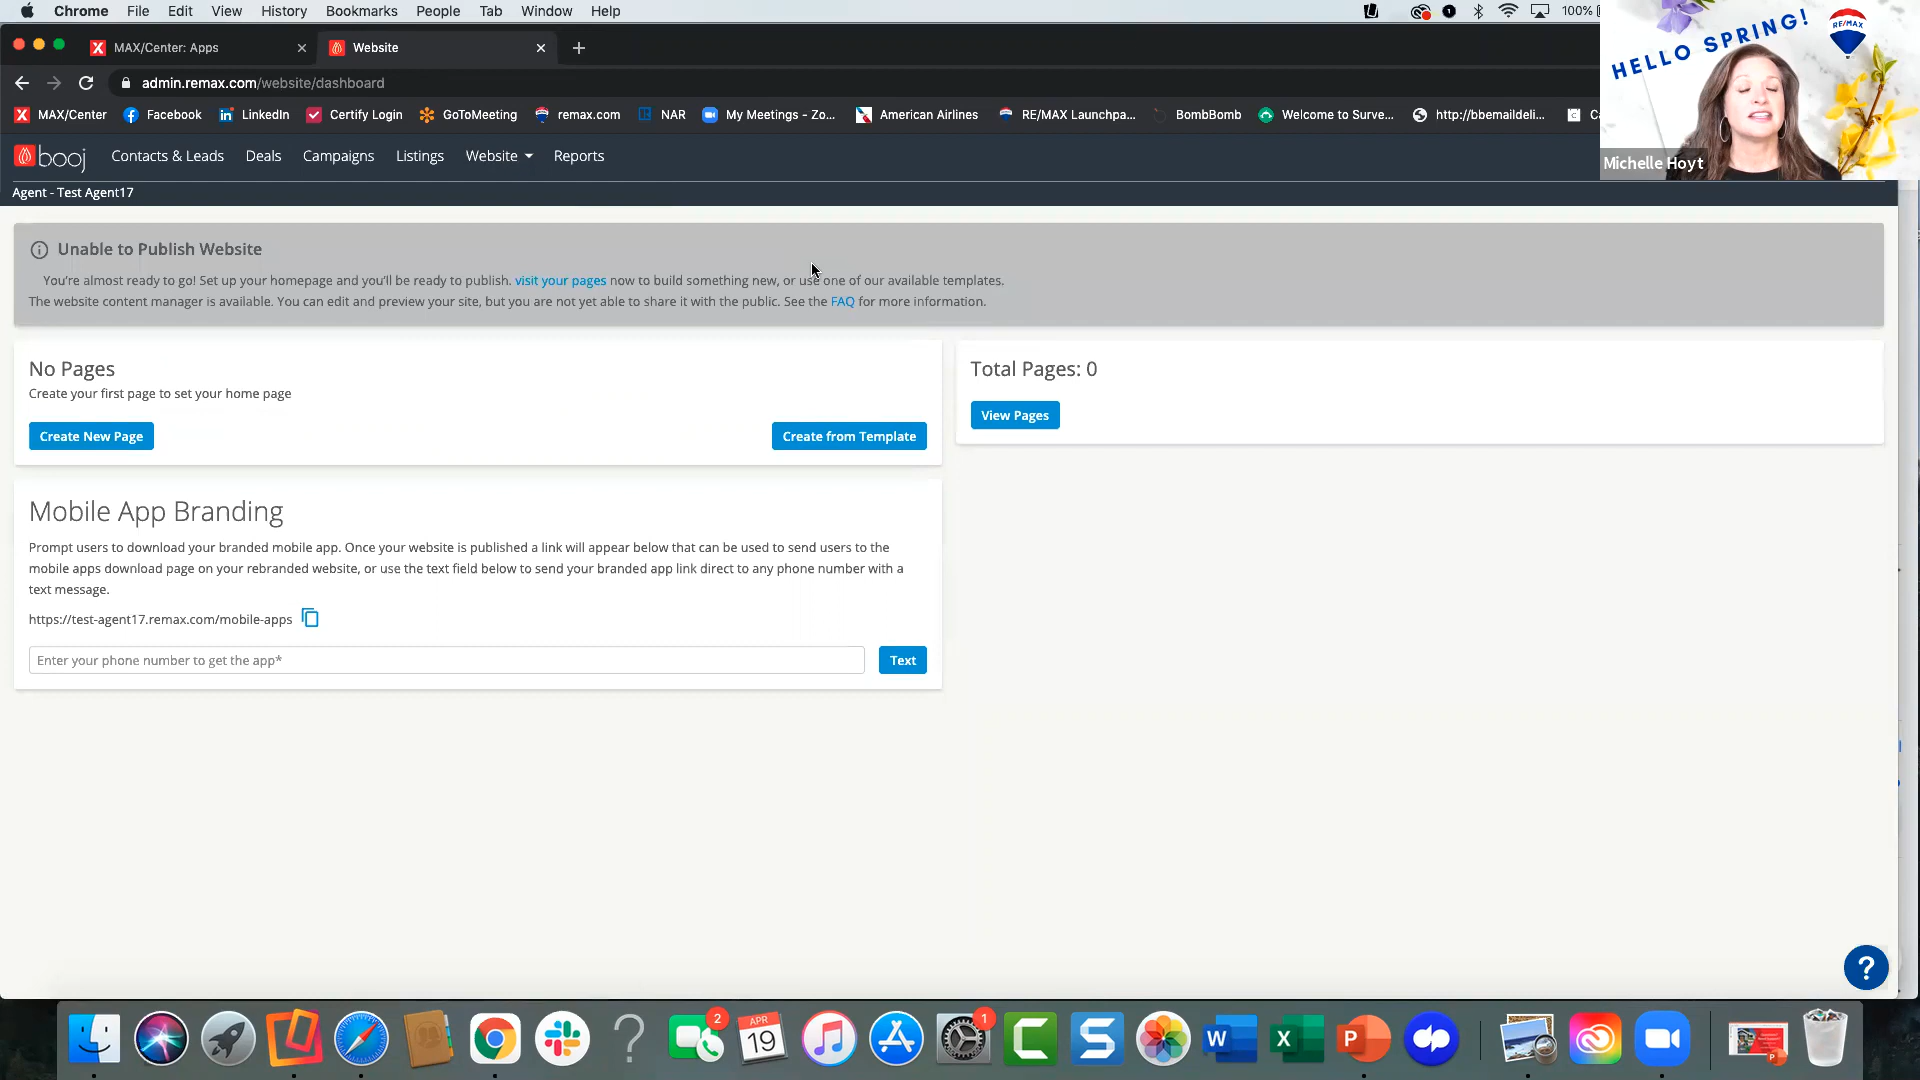 Chrome File Edit View History Bookmarks People Tab Window Help 100%
MAX/Center: Apps
Website
admin.remax.com/website/dashboard
MAX/Center Facebook LinkedIn Certify Login GoToMeeting remax.com NAR My Meetings - Zo... American Airlines RE/MAX Launchpa... BombBomb Welcome to Surve... http://bbemaildeli...
HELLO SPRING!
RE/MAX
Michelle Hoyt
booj Contacts & Leads Deals Campaigns Listings Website Reports
Agent - Test Agent17
Unable to Publish Website
You're almost ready to go! Set up your homepage and you'll be ready to publish. visit your pages now to build something new, or use one of our available templates.
The website content manager is available. You can edit and preview your site, but you are not yet able to share it with the public. See the FAQ for more information.
No Pages
Create your first page to set your home page
Create New Page
Create from Template
Total Pages: 0
View Pages
Mobile App Branding
Prompt users to download your branded mobile app. Once your website is published a link will appear below that can be used to send users to the
mobile apps download page on your rebranded website, or use the text field below to send your branded app link direct to any phone number with a
text message.
https://test-agent17.remax.com/mobile-apps
Enter your phone number to get the app*
Text
?
2
APR
19
1